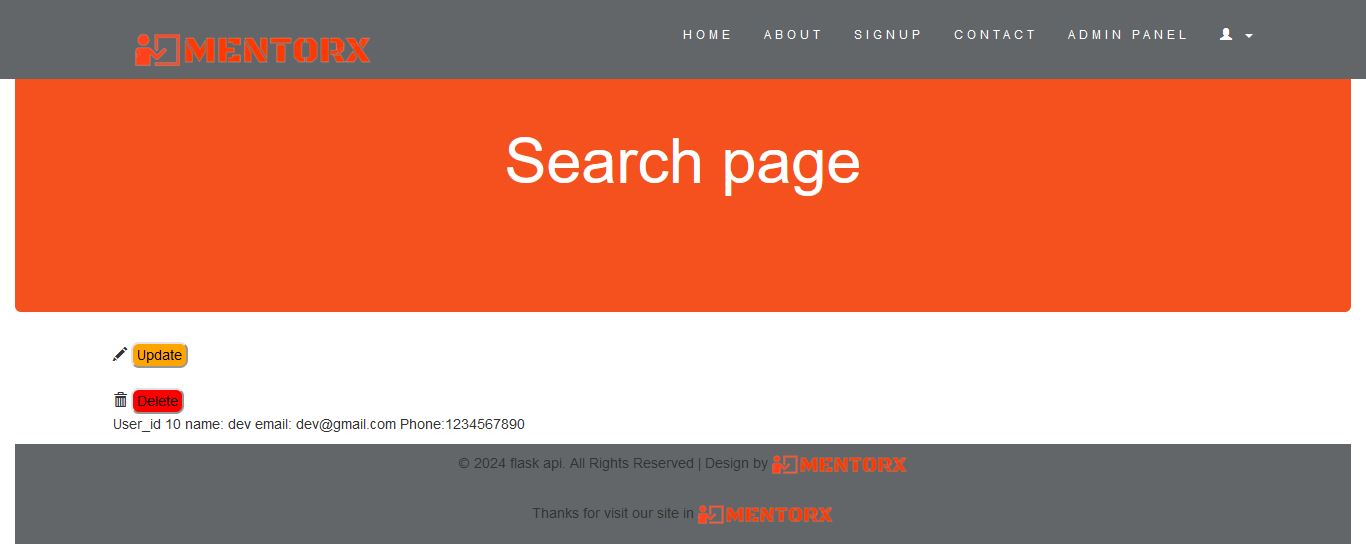 MENTORX
HOME ABOUT SIGNUP CONTACT ADMIN PANEL
Search page
Update
Delete
User_id 10 name: dev email: dev@gmail.com Phone:1234567890
© 2024 flask api. All Rights Reserved | Design by MENTORX
Thanks for visit our site in MENTORX